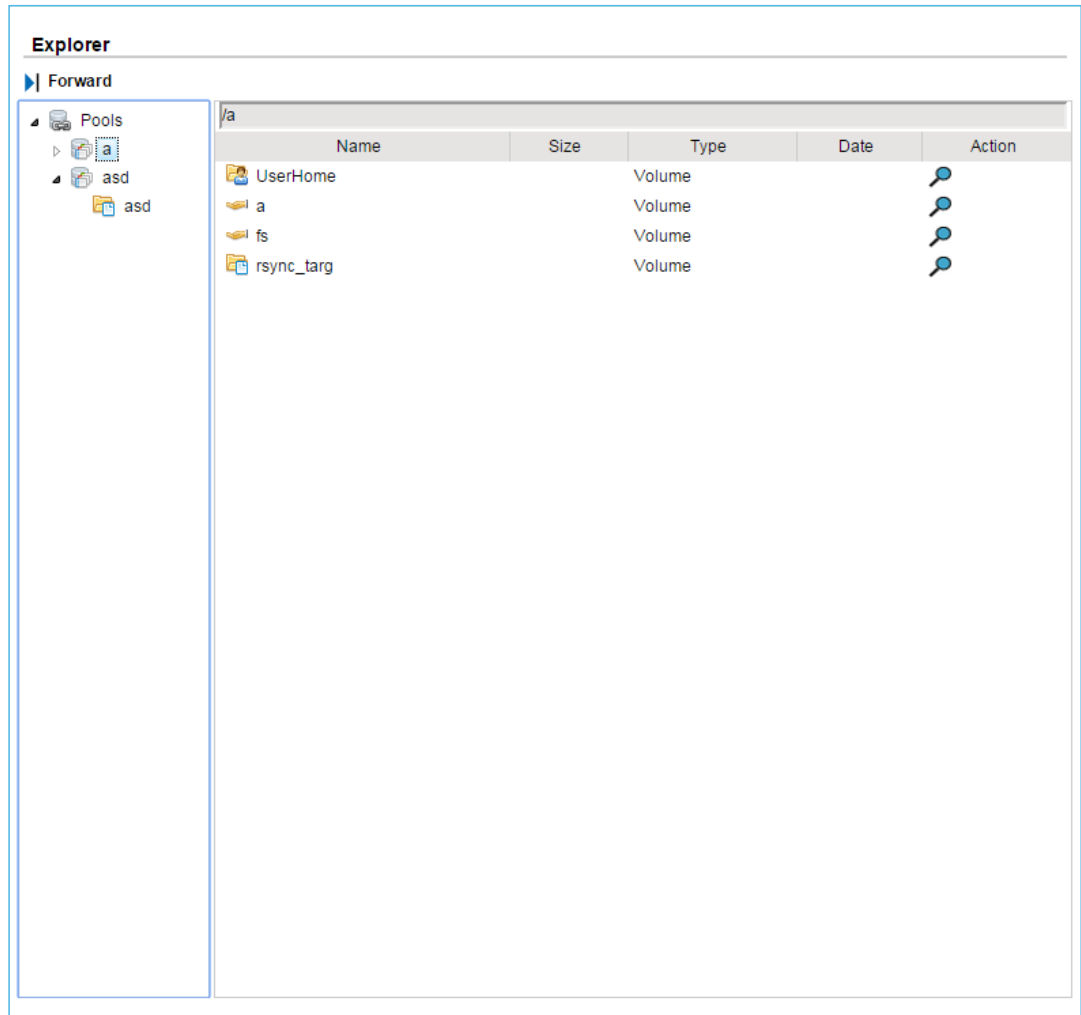 Explorer
Forward
Pools
a
asd
asd
/a
Name Size Type Date Action
UserHome Volume
a Volume
fs Volume
rsync_targ Volume